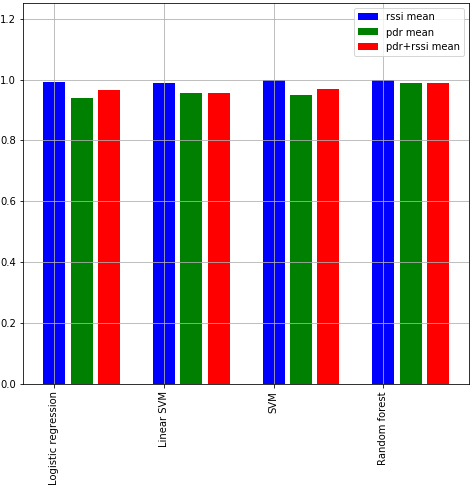 rssi mean
pdr mean
pdr+rssi mean
1.2
1.0
0.8
0.6
0.4
0.2
0.0
Logistic regression
Linear SVM
SVM
Random forest